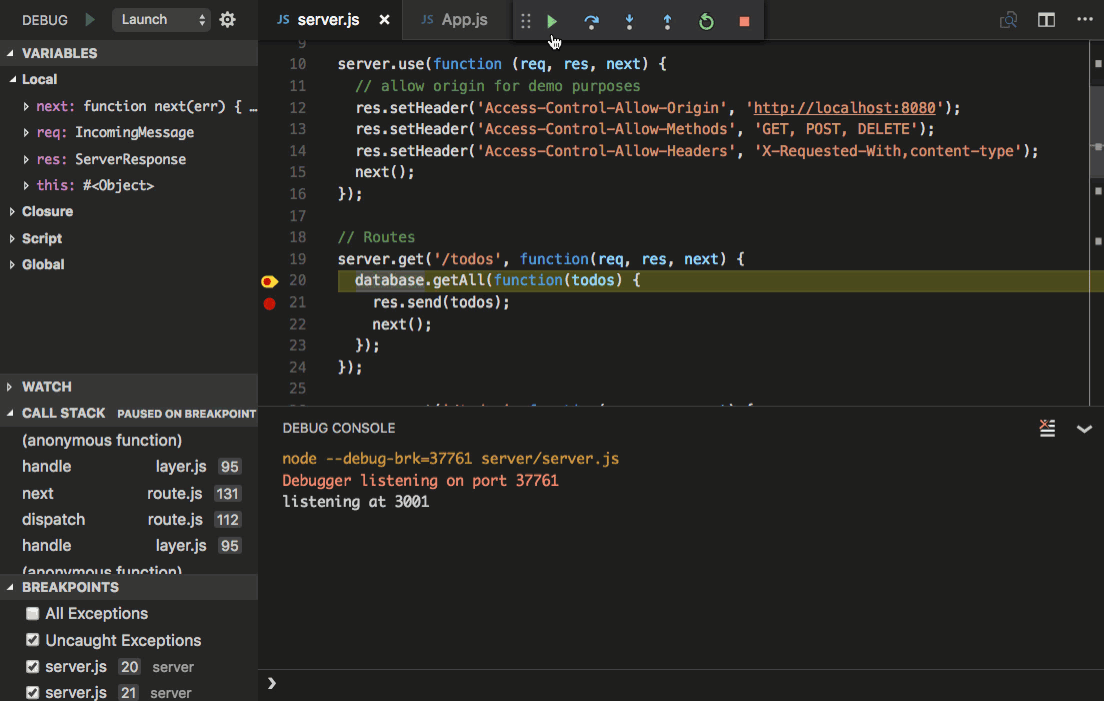 DEBUG Launch
VARIABLES
Local
next: function next(err) { …
req: IncomingMessage
res: ServerResponse
this: #<Object>
Closure
Script
Global
WATCH
CALL STACK PAUSED ON BREAKPOINT
(anonymous function)
handle layer.js 95
next route.js 131
dispatch route.js 112
handle layer.js 95
(anonymous function)
BREAKPOINTS
All Exceptions
Uncaught Exceptions
server.js 20 server
server.js 21 server
JS server.js JS App.js
9
10 server.use(function (req, res, next) {
11 // allow origin for demo purposes
12 res.setHeader('Access-Control-Allow-Origin', 'http://localhost:8080');
13 res.setHeader('Access-Control-Allow-Methods', 'GET, POST, DELETE');
14 res.setHeader('Access-Control-Allow-Headers', 'X-Requested-With,content-type');
15 next();
16 });
17
18 // Routes
19 server.get('/todos', function(req, res, next) {
20 database.getAll(function(todos) {
21 res.send(todos);
22 next();
23 });
24 });
25
DEBUG CONSOLE
node --debug-brk=37761 server/server.js
Debugger listening on port 37761
listening at 3001